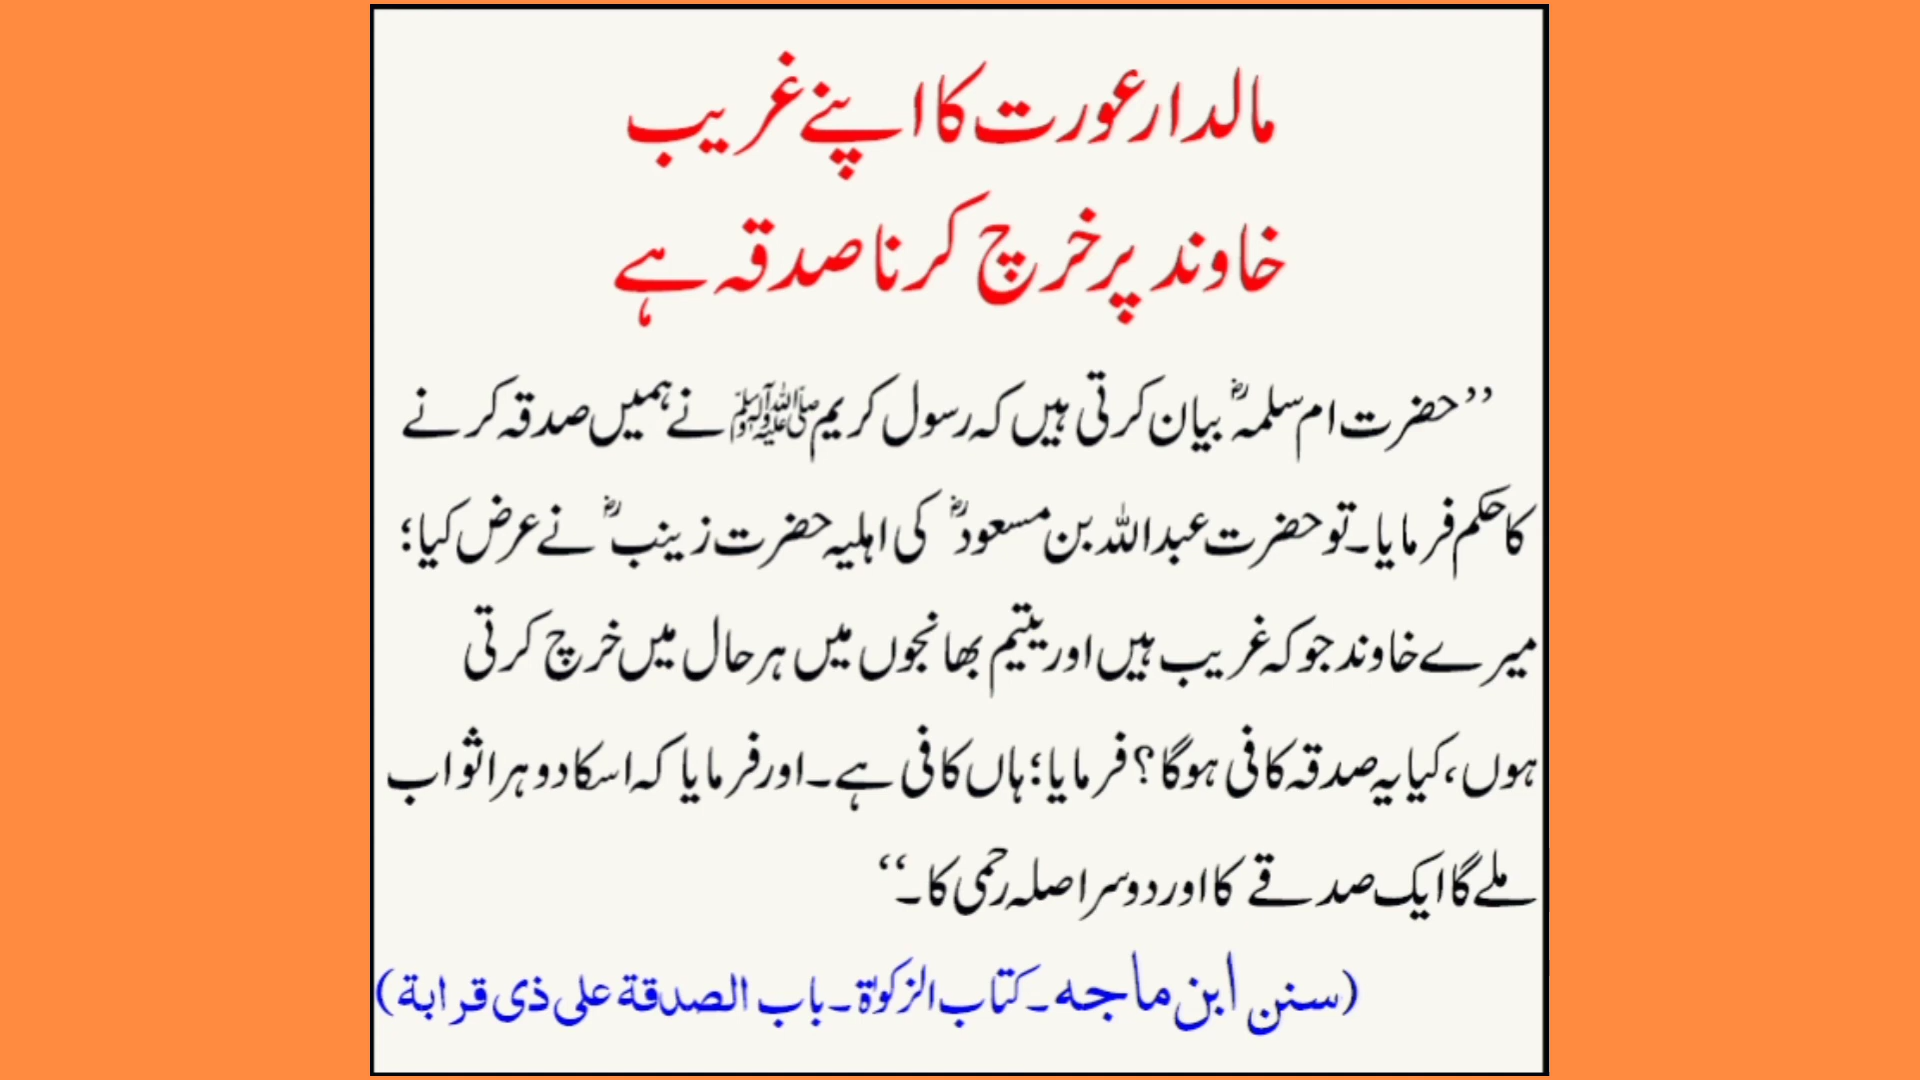 مالدار عورت کا اپنے غریب
خاوند پر خرچ کرنا صدقہ ہے
’’حضرت ام سلمہؓ بیان کرتی ہیں کہ رسول کریم ﷺ نے ہمیں صدقہ کرنے
کا حکم فرمایا۔ تو حضرت عبداللہ بن مسعودؓ کی اہلیہ حضرت زینبؓ نے عرض کیا؛
میرے خاوند جو کہ غریب ہیں اور یتیم بھانجوں میں ہر حال میں خرچ کرتی
ہوں، کیا یہ صدقہ کافی ہوگا؟ فرمایا؛ ہاں کافی ہے۔ اور فرمایا کہ اسکا دوہرا ثواب
ملے گا ایک صدقے کا اور دوسرا صلہ رحمی کا۔‘‘
(سنن ابن ماجہ۔ کتاب الزکوٰۃ۔ باب الصدقة علی ذی قرابة)